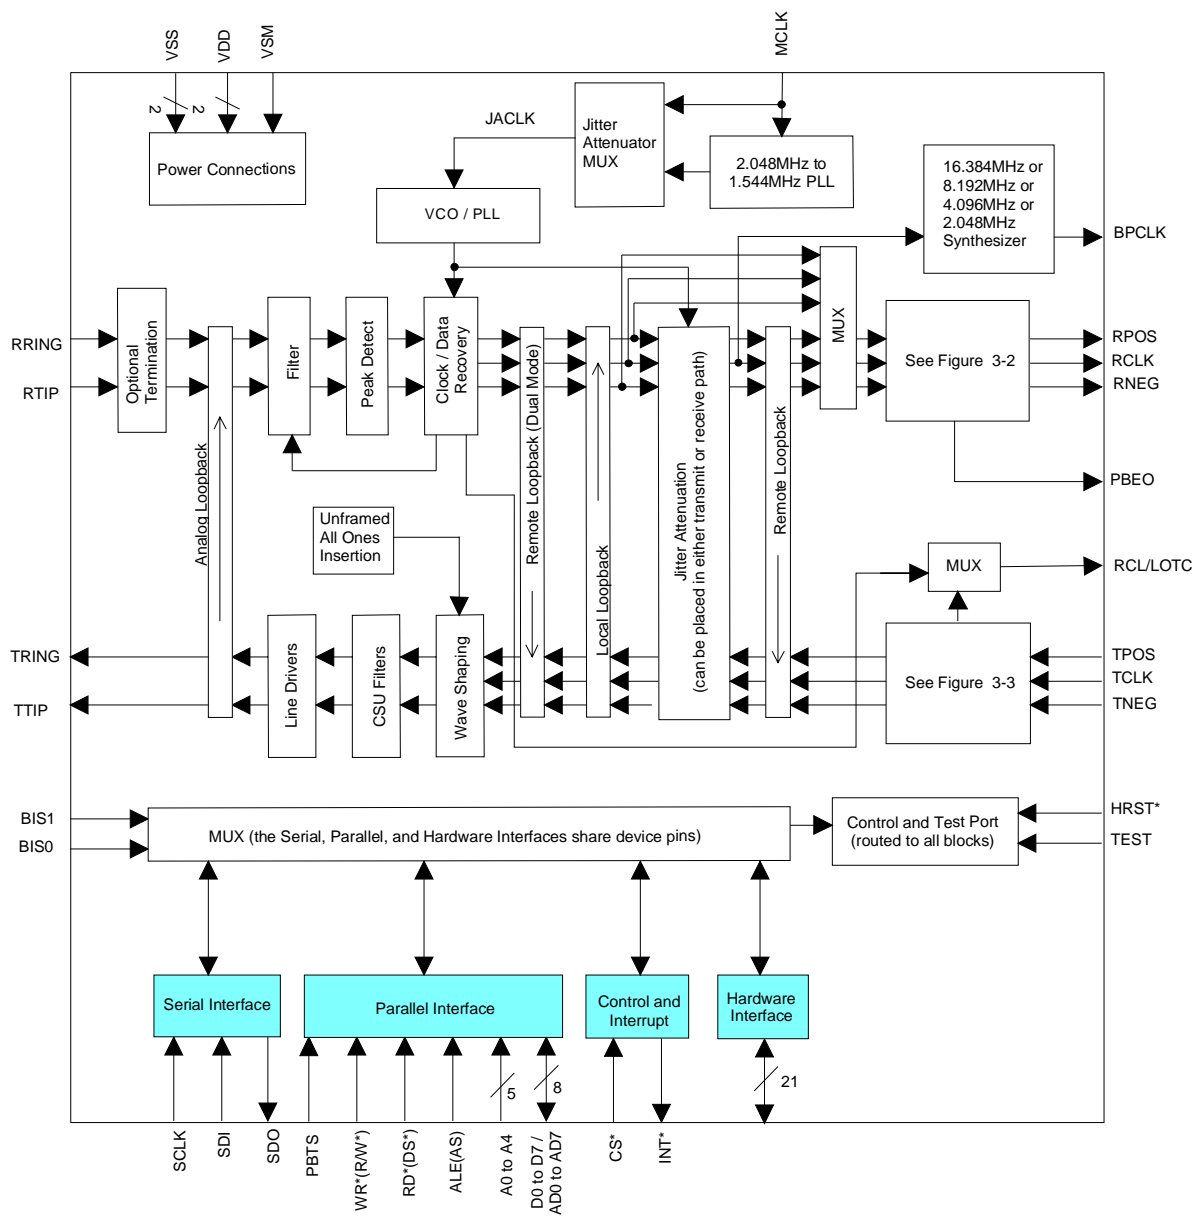 VSS
VDD
VSM
MCLK
2
2
Power Connections
JACLK
Jitter
Attenuator
MUX
2.048MHz to
1.544MHz PLL
VCO / PLL
16.384MHz or
8.192MHz or
4.096MHz or
2.048MHz
Synthesizer
BPCLK
RRING
RTIP
Optional
Termination
Analog Loopback
Filter
Peak Detect
Clock / Data
Recovery
Remote Loopback (Dual Mode)
Local Loopback
Jitter Attenuation
(can be placed in either transmit or receive path)
Remote Loopback
MUX
See Figure 3-2
RPOS
RCLK
RNEG
PBEO
Unframed
All Ones
Insertion
MUX
RCL/LOTC
TRING
TTIP
Line Drivers
CSU Filters
Wave Shaping
See Figure 3-3
TPOS
TCLK
TNEG
BIS1
BIS0
MUX (the Serial, Parallel, and Hardware Interfaces share device pins)
Control and Test Port
(routed to all blocks)
HRST*
TEST
Serial Interface
Parallel Interface
Control and
Interrupt
Hardware
Interface
5
8
21
SCLK
SDI
SDO
PBTS
WR*(R/W*)
RD*(DS*)
ALE(AS)
A0 to A4
D0 to D7 /
AD0 to AD7
CS*
INT*